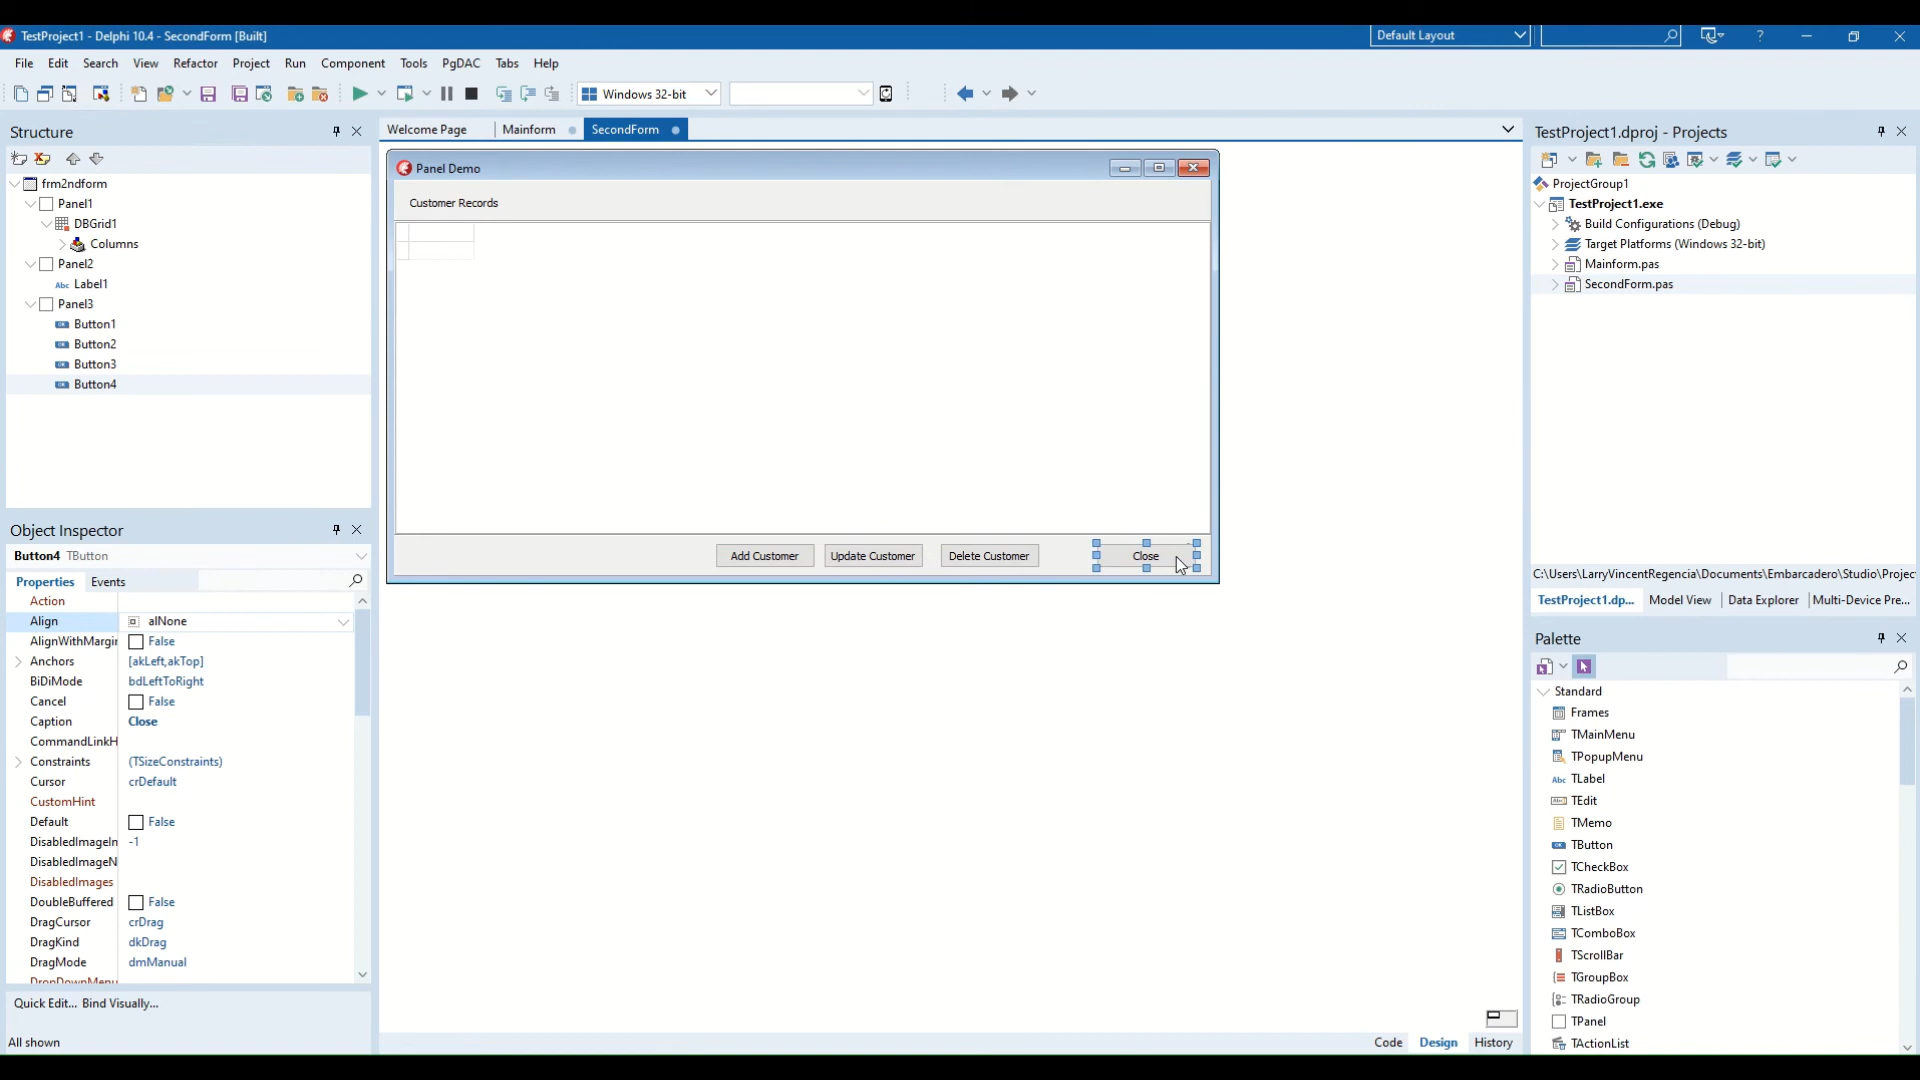 TestProject1 - Delphi 10.4 - SecondForm [Built]
Default Layout
File Edit Search View Refactor Project Run Component Tools PgDAC Tabs Help
Windows 32-bit
Structure
frm2ndform
Panel1
DBGrid1
Columns
Panel2
Abc Label1
Panel3
Button1
Button2
Button3
Button4
Object Inspector
Button4 TButton
Properties Events
Action
Align alNone
AlignWithMargin False
Anchors [akLeft,akTop]
BiDiMode bdLeftToRight
Cancel False
Caption Close
CommandLinkH
Constraints (TSizeConstraints)
Cursor crDefault
CustomHint
Default False
DisabledImageIn -1
DisabledImageN
DisabledImages
DoubleBuffered False
DragCursor crDrag
DragKind dkDrag
DragMode dmManual
DropDownMenu
Quick Edit... Bind Visually...
All shown
Welcome Page Mainform SecondForm
Panel Demo
Customer Records
Add Customer Update Customer Delete Customer Close
Code Design History
TestProject1.dproj - Projects
ProjectGroup1
TestProject1.exe
Build Configurations (Debug)
Target Platforms (Windows 32-bit)
Mainform.pas
SecondForm.pas
C:\Users\LarryVincentRegencia\Documents\Embarcadero\Studio\Project
TestProject1.dp... Model View Data Explorer Multi-Device Pre...
Palette
Standard
Frames
TMainMenu
TPopupMenu
Abc TLabel
TEdit
TMemo
TButton
TCheckBox
TRadioButton
TListBox
TComboBox
TScrollBar
TGroupBox
TRadioGroup
TPanel
TActionList